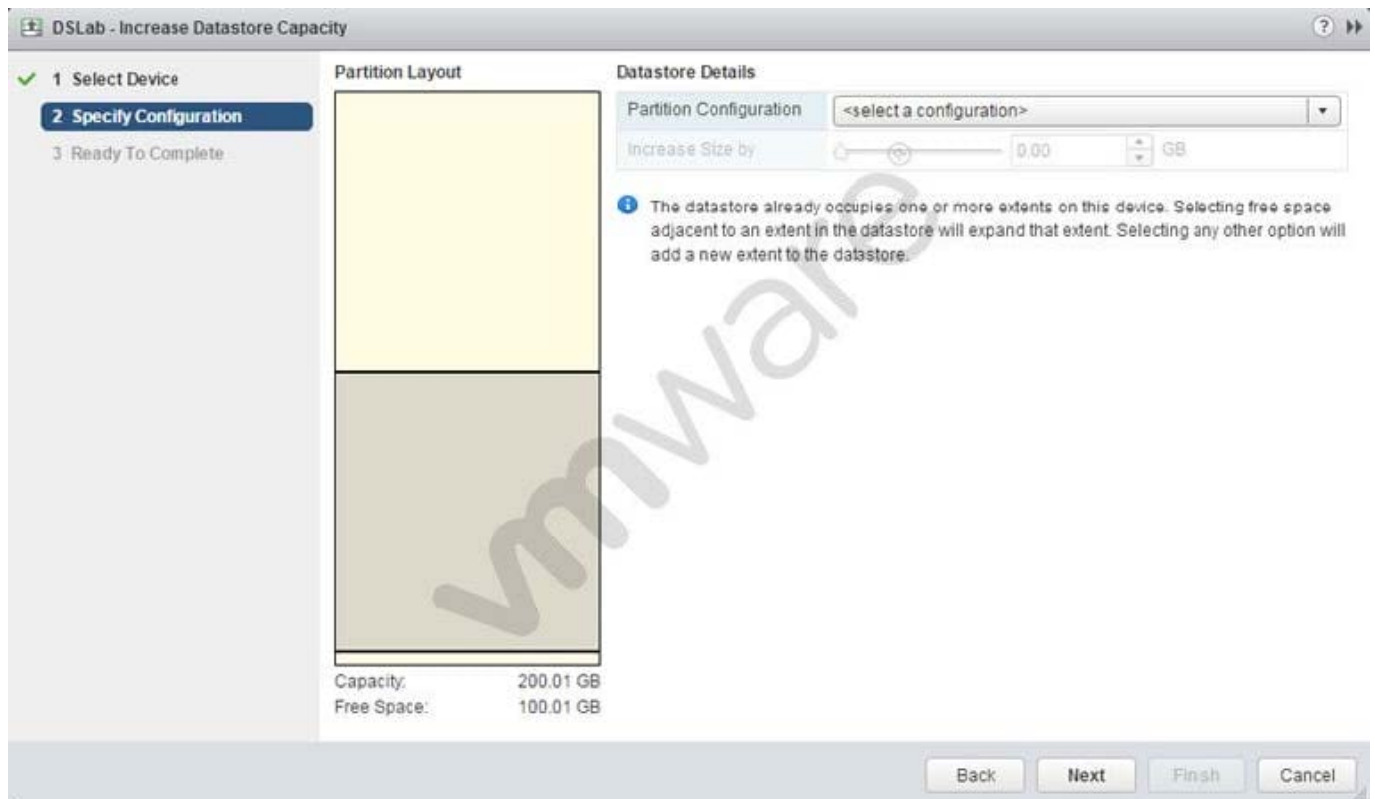 DSLab - Increase Datastore Capacity
1 Select Device
2 Specify Configuration
3 Ready To Complete
Partition Layout
Capacity: 200.01 GB
Free Space: 100.01 GB
Datastore Details
Partition Configuration <select a configuration>
Increase Size by 0.00 GB
The datastore already occupies one or more extents on this device. Selecting free space
adjacent to an extent in the datastore will expand that extent. Selecting any other option will
add a new extent to the datastore.
vmware
Back Next Finish Cancel